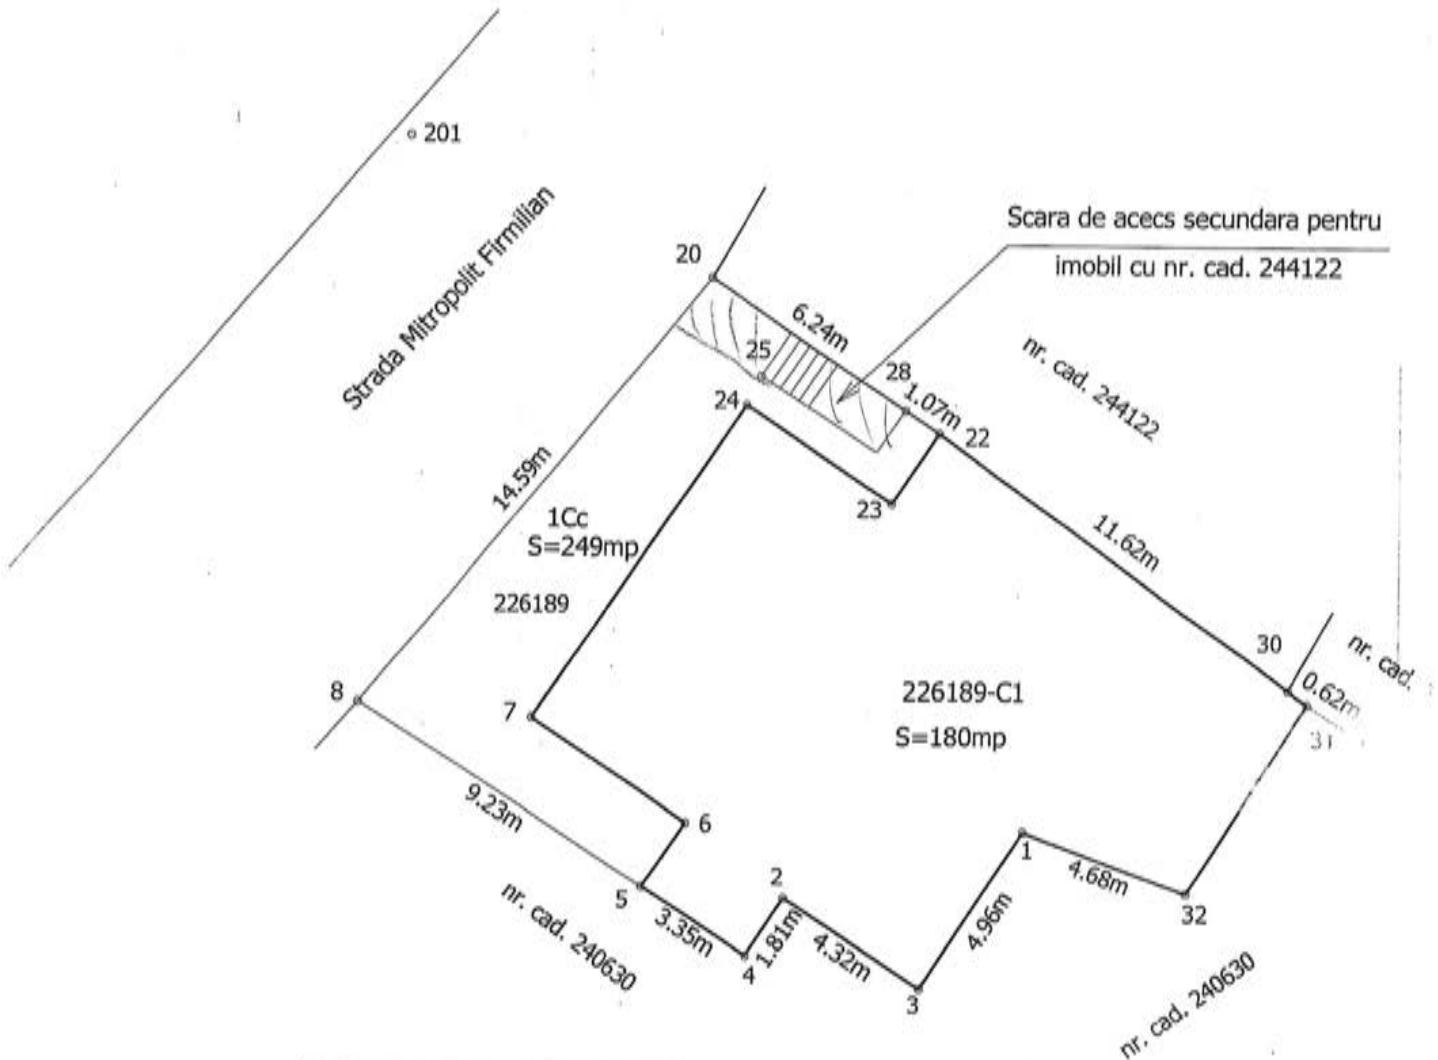 201
Strada Mitropolit Firmilian
Scara de acecs secundara pentru
imobil cu nr. cad. 244122
20
6.24m
25
28
1.07m
nr. cad. 244122
24
22
23
14.59m
11.62m
1Cc
S=249mp
226189
30
nr. cad.
0.62m
31
8
7
226189-C1
S=180mp
9.23m
6
1
4.68m
2
5
32
nr. cad. 240630
3.35m
1.81m
4.32m
4.96m
4
3
nr. cad. 240630